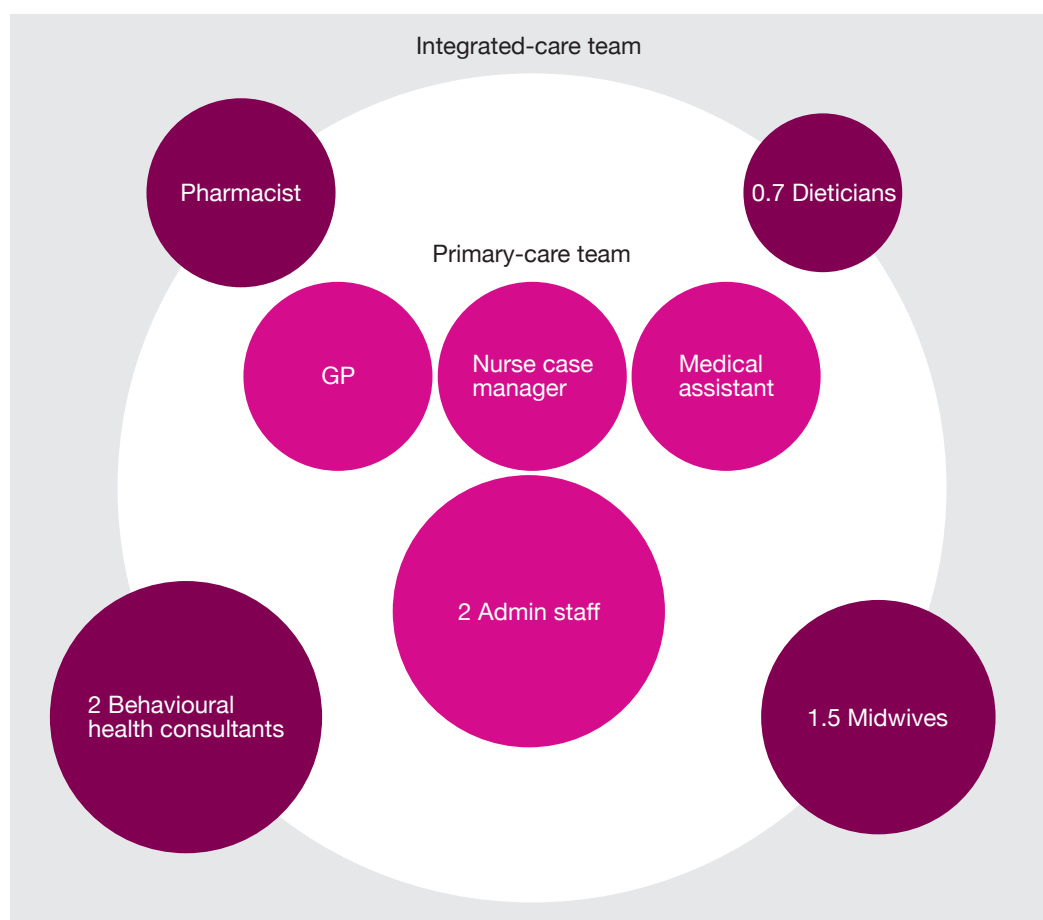 Integrated-care team
Pharmacist
0.7 Dieticians
Primary-care team
GP
Nurse case
manager
Medical
assistant
2 Admin staff
2 Behavioural
health consultants
1.5 Midwives